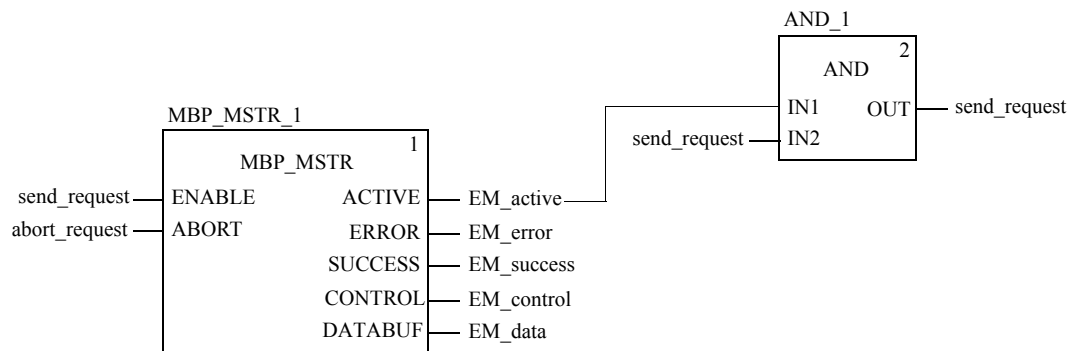 AND_1
2
AND
IN1
OUT
send_request
send_request
IN2
MBP_MSTR_1
1
MBP_MSTR
send_request
ENABLE
ACTIVE
EM_active
abort_request
ABORT
ERROR
EM_error
SUCCESS
EM_success
CONTROL
EM_control
DATABUF
EM_data